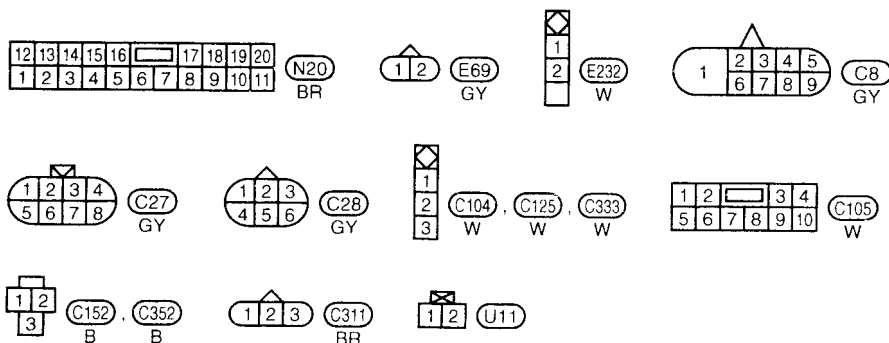 12 13 14 15 16 17 18 19 20
1 2 3 4 5 6 7 8 9 10 11
N20
BR
1 2
E69
GY
1
2
E232
W
1
2 3 4 5
6 7 8 9
C8
GY
1 2 3 4
5 6 7 8
C27
GY
1 2 3
4 5 6
C28
GY
1
2
3
C104 , C125 , C333
W W W
1 2 3 4
5 6 7 8 9 10
C105
W
1 2
3
C152 , C352
B B
1 2 3
C311
BR
1 2
U11